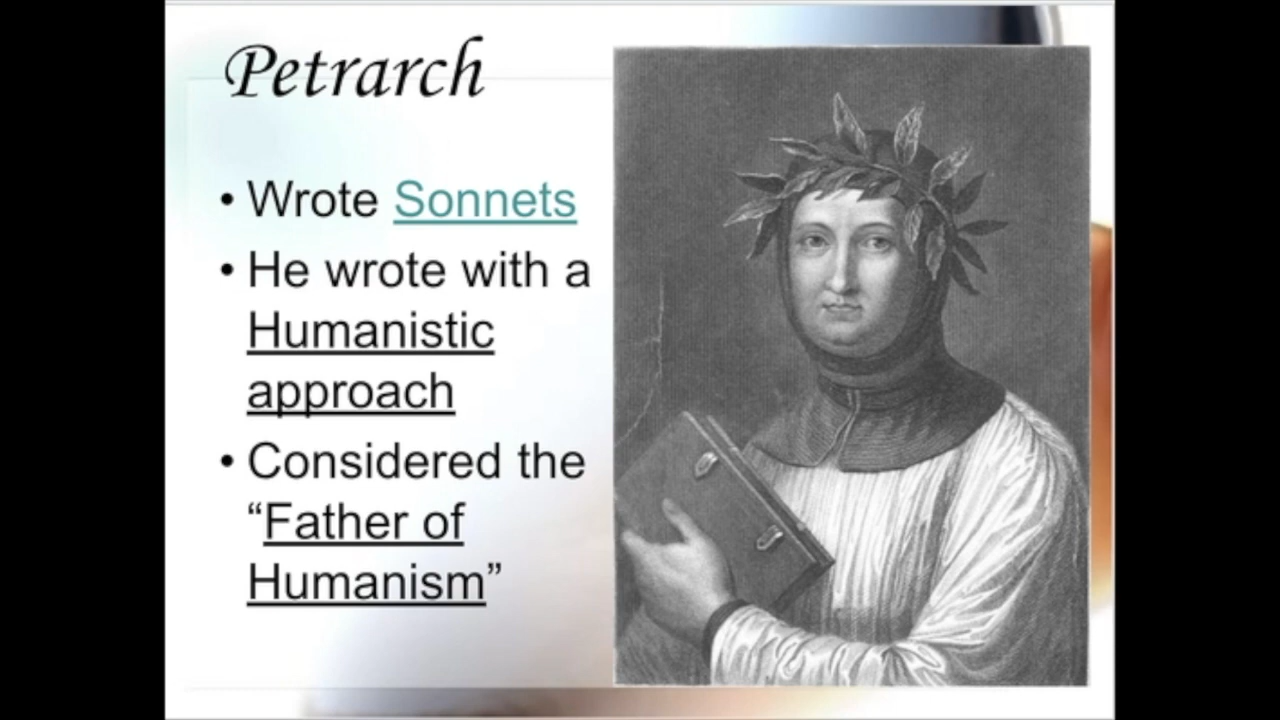 Petrarch
• Wrote Sonnets
• He wrote with a
Humanistic
approach
• Considered the
“Father of
Humanism”